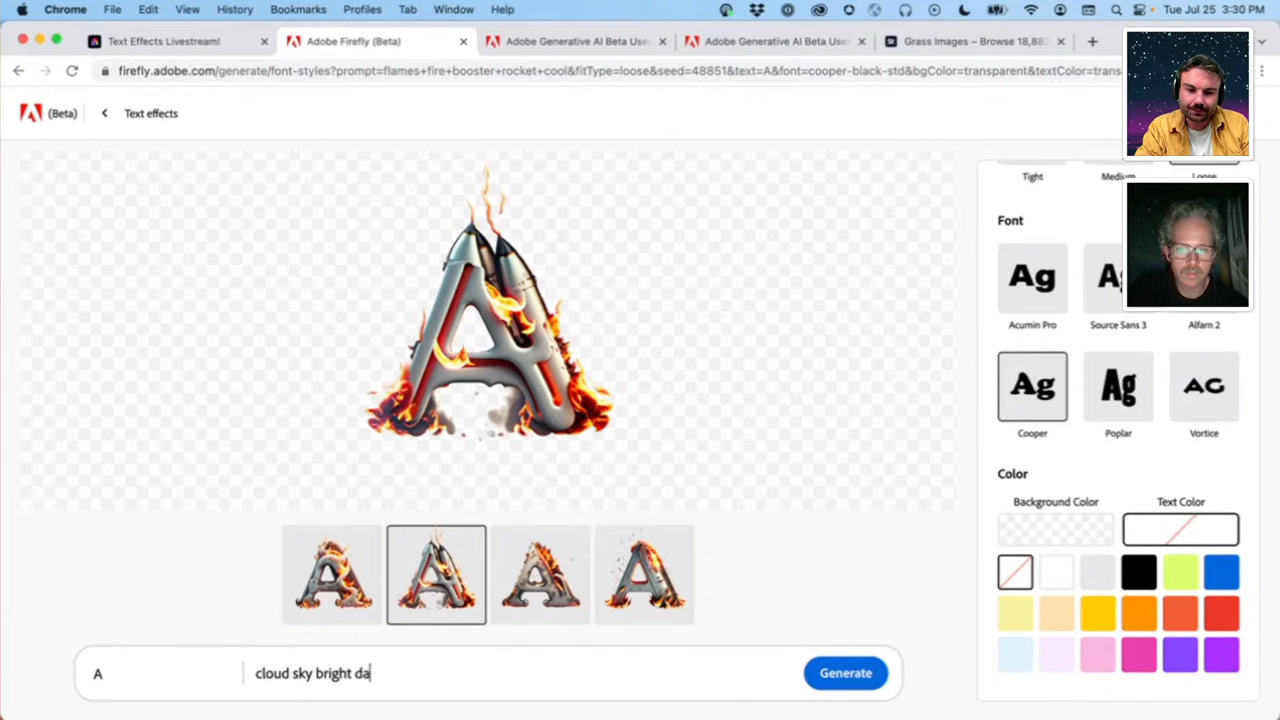 Chrome File Edit View History Bookmarks Profiles Tab Window Help Tue Jul 25 3:30 PM
Text Effects Livestream! Adobe Firefly (Beta) Adobe Generative AI Beta Use Adobe Generative AI Beta Use Grass Images – Browse 18,88
firefly.adobe.com/generate/font-styles?prompt=flames+fire+booster+rocket+cool&fitType=loose&seed=48851&text=A&font=cooper-black-std&bgColor=transparent&textColor=trans
(Beta) Text effects
Tight Medium Loose
Font
Ag Ag
Acumin Pro Source Sans 3 Alfarn 2
Ag Ag AG
Cooper Poplar Vortice
Color
Background Color Text Color
A
A A A A
A cloud sky bright da Generate